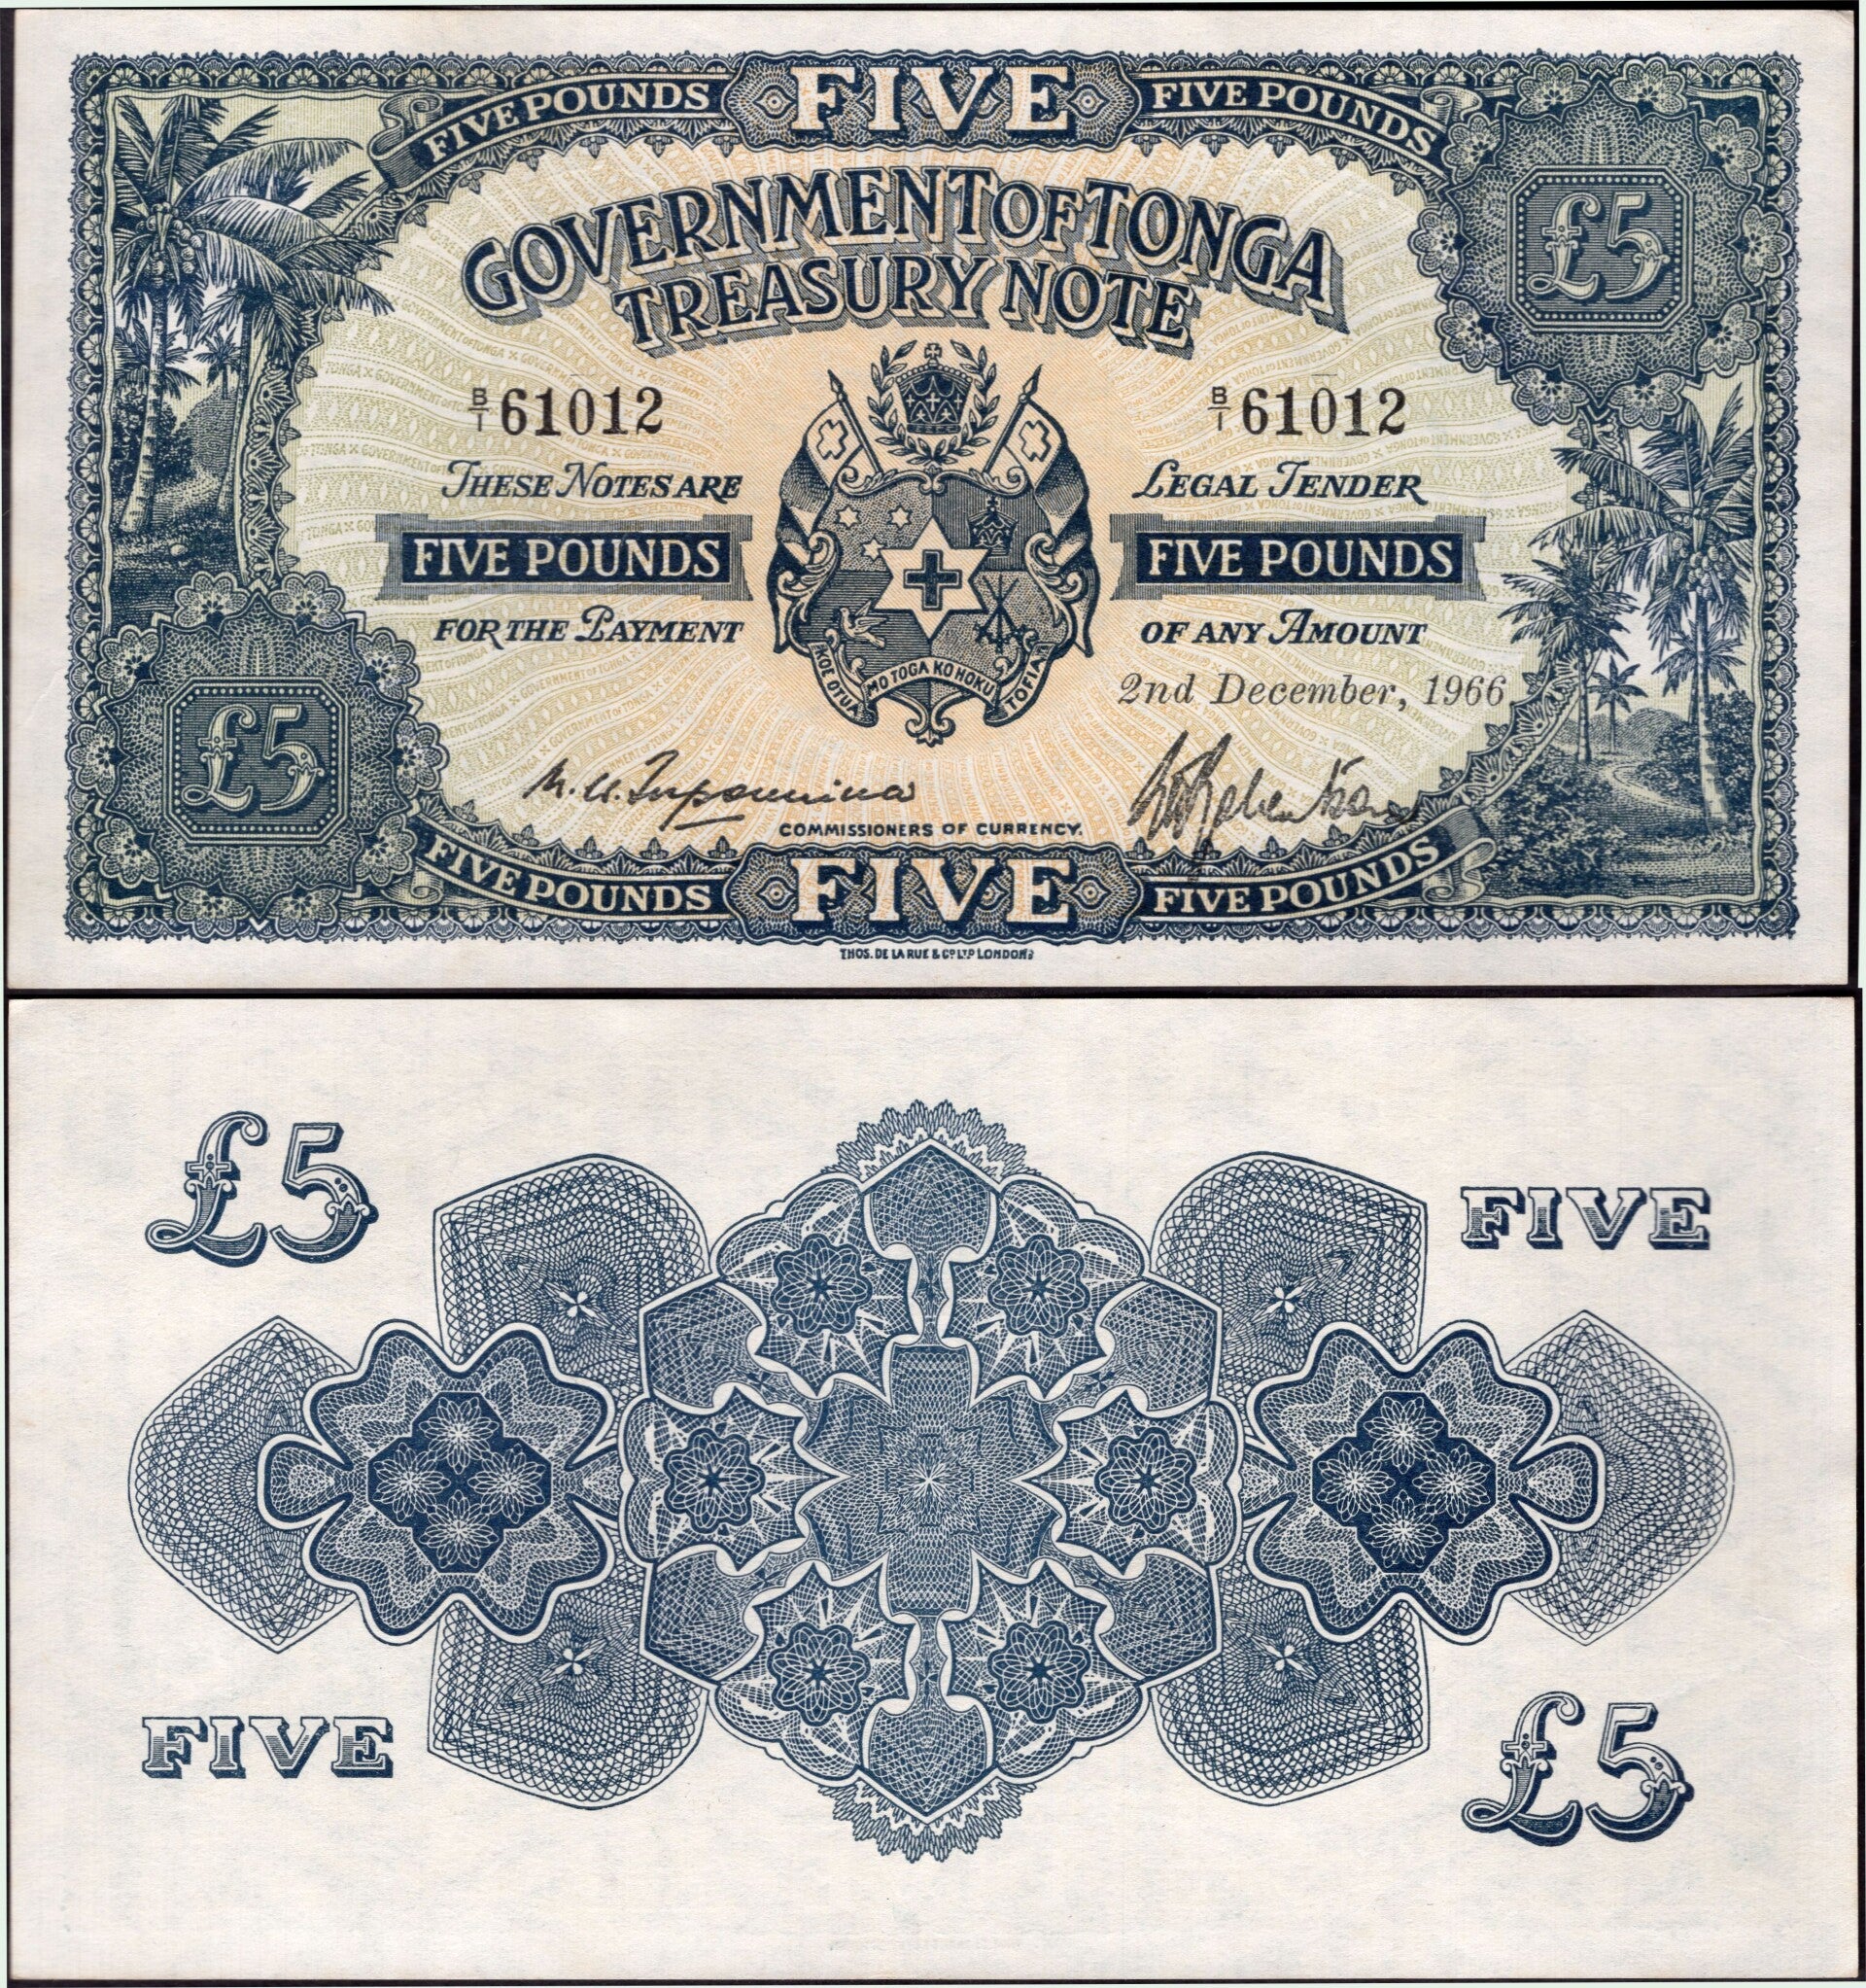 FIVE POUNDS FIVE FIVE POUNDS
£5
GOVERNMENT OF TONGA
TREASURY NOTE
B/1 61012 B/1 61012
THESE NOTES ARE LEGAL TENDER
FIVE POUNDS FIVE POUNDS
FOR THE PAYMENT OF ANY AMOUNT
KOE OTUA MO TOGA KO HOKU TOFIA
2nd December, 1966
£5
COMMISSIONERS OF CURRENCY.
FIVE POUNDS FIVE FIVE POUNDS
THOS. DE LA RUE & CO LTD LONDON
£5 FIVE
FIVE £5